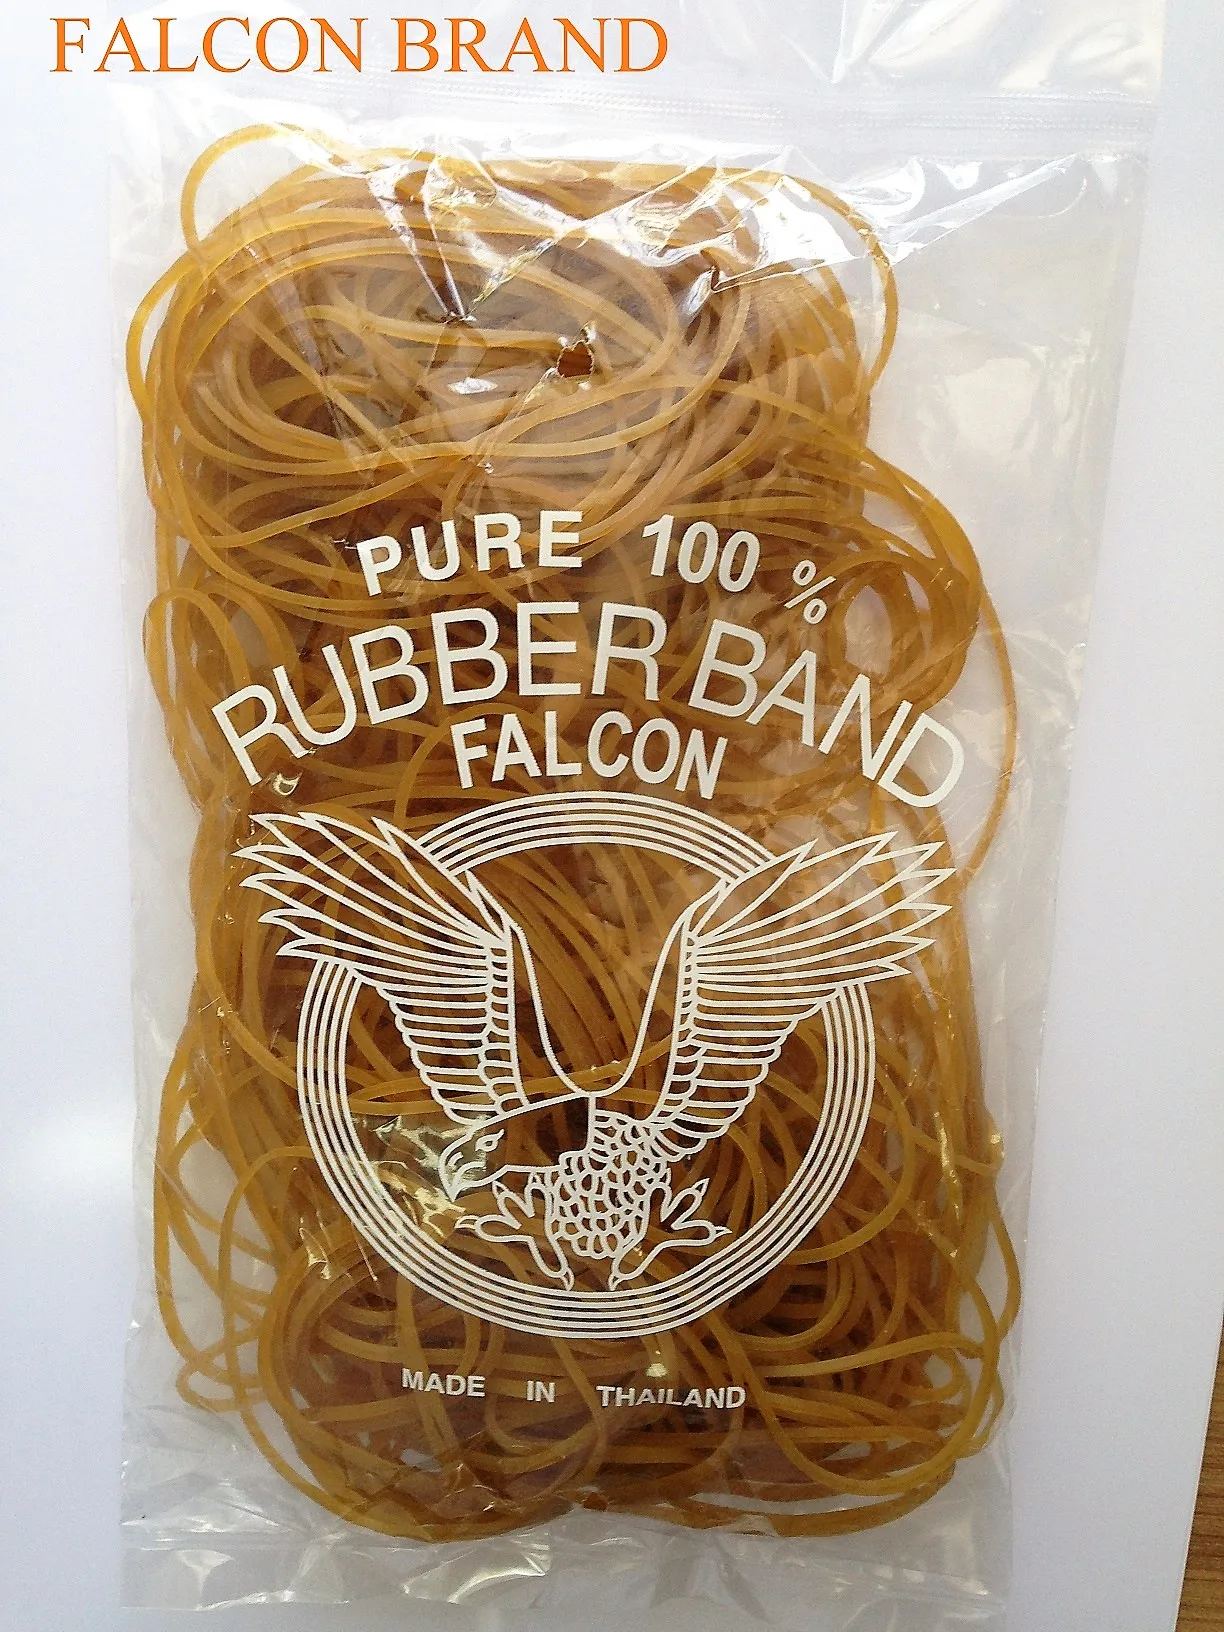 FALCON BRAND
PURE 100 %
RUBBER BAND
FALCON
MADE IN THAILAND